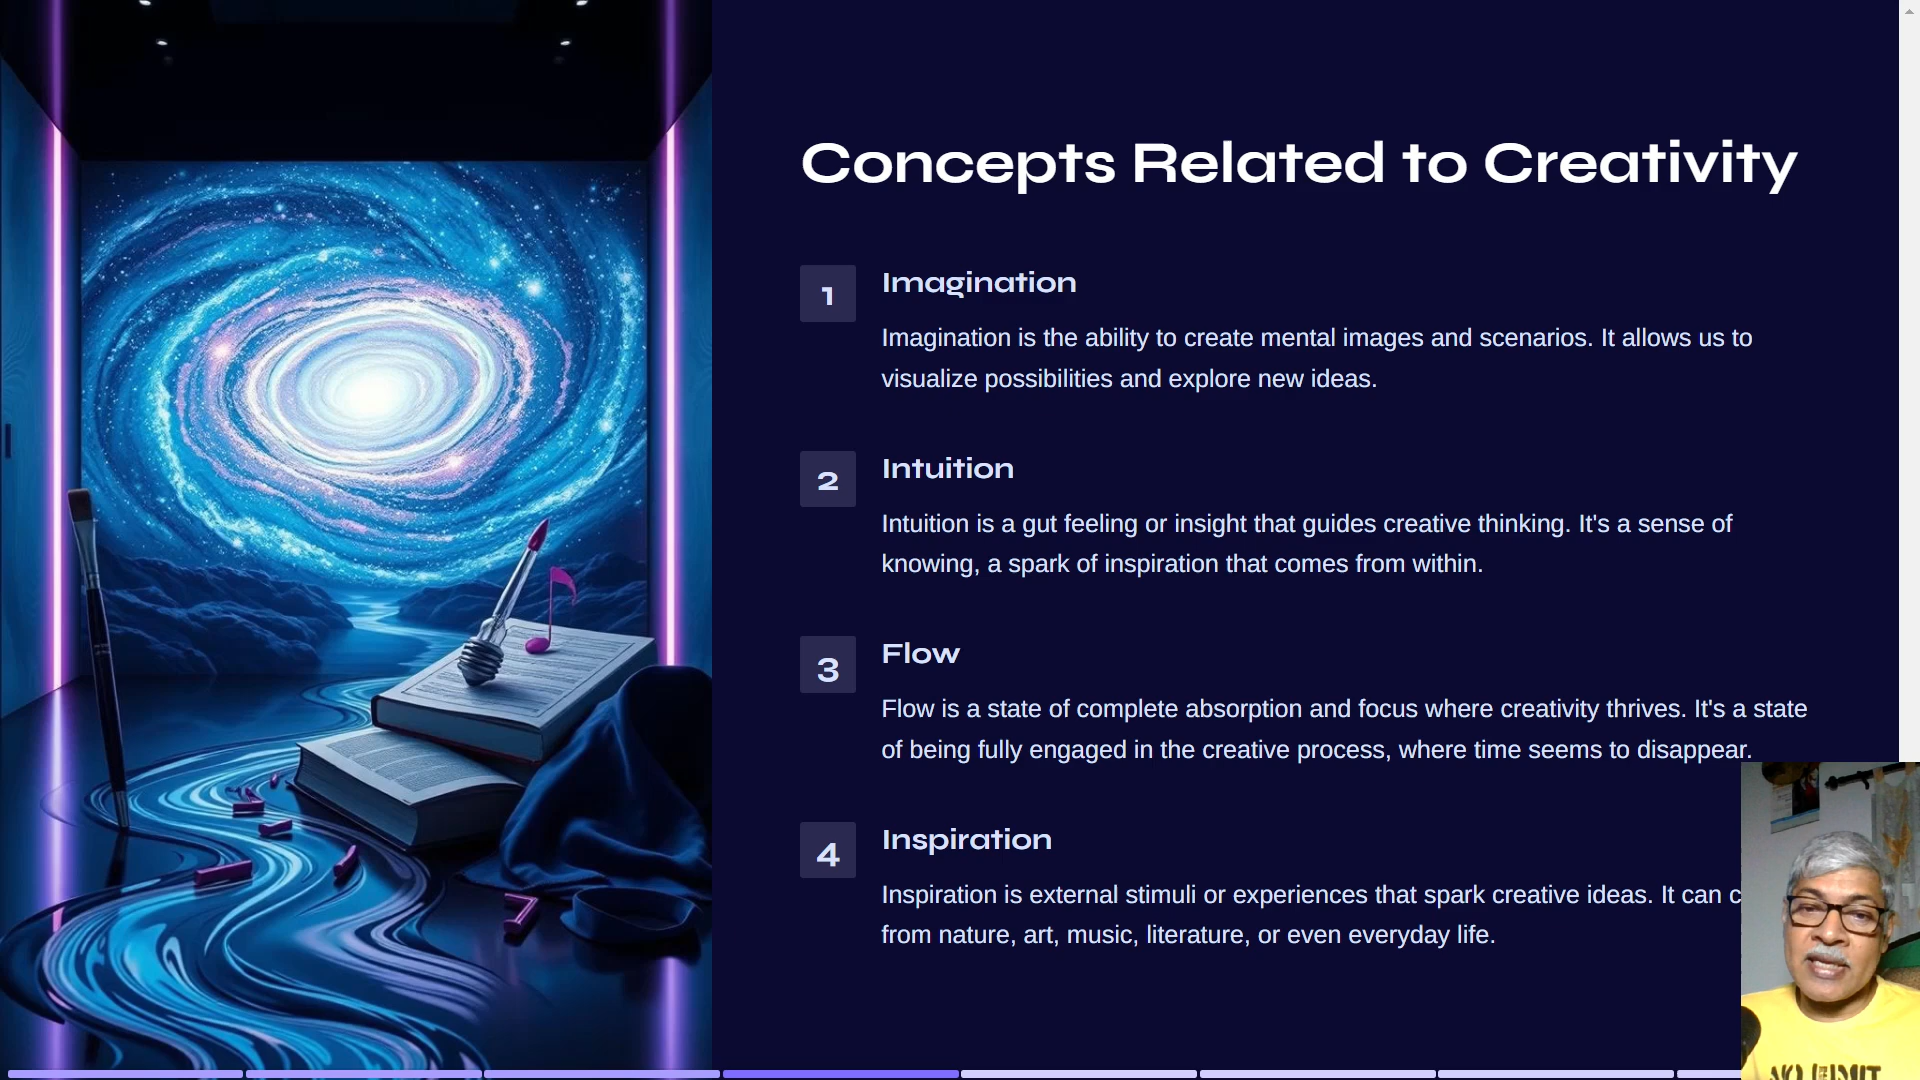 Concepts Related to Creativity
1
Imagination
Imagination is the ability to create mental images and scenarios. It allows us to
visualize possibilities and explore new ideas.
2
Intuition
Intuition is a gut feeling or insight that guides creative thinking. It's a sense of
knowing, a spark of inspiration that comes from within.
3
Flow
Flow is a state of complete absorption and focus where creativity thrives. It's a state
of being fully engaged in the creative process, where time seems to disappear.
4
Inspiration
Inspiration is external stimuli or experiences that spark creative ideas. It can
from nature, art, music, literature, or even everyday life.